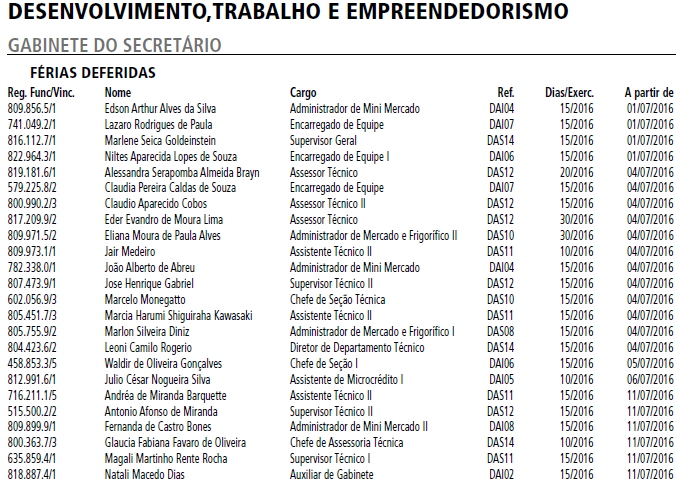 DESENVOLVIMENTO,TRABALHO E EMPREENDEDORISMO
GABINETE DO SECRETÁRIO
FÉRIAS DEFERIDAS
Reg. Func/Vinc. Nome Cargo Ref. Dias/Exerc. A partir de
809.856.5/1 Edson Arthur Alves da Silva Administrador de Mini Mercado DAI04 15/2016 01/07/2016
741.049.2/1 Lazaro Rodrigues de Paula Encarregado de Equipe DAI07 15/2016 01/07/2016
816.112.7/1 Marlene Seica Goldeinstein Supervisor Geral DAS14 15/2016 01/07/2016
822.964.3/1 Niltes Aparecida Lopes de Souza Encarregado de Equipe I DAI06 15/2016 01/07/2016
819.181.6/1 Alessandra Serapomba Almeida Brayn Assessor Técnico DAS12 20/2016 04/07/2016
579.225.8/2 Claudia Pereira Caldas de Souza Encarregado de Equipe DAI07 15/2016 04/07/2016
800.990.2/3 Claudio Aparecido Cobos Assessor Técnico II DAS12 15/2016 04/07/2016
817.209.9/2 Eder Evandro de Moura Lima Assessor Técnico DAS12 30/2016 04/07/2016
809.971.5/2 Eliana Moura de Paula Alves Administrador de Mercado e Frigorífico II DAS10 30/2016 04/07/2016
809.973.1/1 Jair Medeiro Assistente Técnico II DAS11 10/2016 04/07/2016
782.338.0/1 João Alberto de Abreu Administrador de Mini Mercado DAI04 15/2016 04/07/2016
807.473.9/1 Jose Henrique Gabriel Supervisor Técnico II DAS12 15/2016 04/07/2016
602.056.9/3 Marcelo Monegatto Chefe de Seção Técnica DAS10 15/2016 04/07/2016
805.451.7/3 Marcia Harumi Shiguiraha Kawasaki Assistente Técnico II DAS11 15/2016 04/07/2016
805.755.9/2 Marlon Silveira Diniz Administrador de Mercado e Frigorífico I DAS08 15/2016 04/07/2016
804.423.6/2 Leoni Camilo Rogerio Diretor de Departamento Técnico DAS14 15/2016 04/07/2016
458.853.3/5 Waldir de Oliveira Gonçalves Chefe de Seção I DAI06 15/2016 05/07/2016
812.991.6/1 Julio César Nogueira Silva Assistente de Microcrédito I DAI05 10/2016 06/07/2016
716.211.1/5 Andréa de Miranda Barquette Assistente Técnico II DAS11 15/2016 11/07/2016
515.500.2/2 Antonio Afonso de Miranda Supervisor Técnico II DAS12 15/2016 11/07/2016
809.899.9/1 Fernanda de Castro Bones Administrador de Mini Mercado II DAI08 15/2016 11/07/2016
800.363.7/3 Glaucia Fabiana Favaro de Oliveira Chefe de Assessoria Técnica DAS14 10/2016 11/07/2016
635.859.4/1 Magali Martinho Rente Rocha Supervisor Técnico I DAS11 15/2016 11/07/2016
818.887.4/1 Natali Macedo Dias Auxiliar de Gabinete DAI02 15/2016 11/07/2016